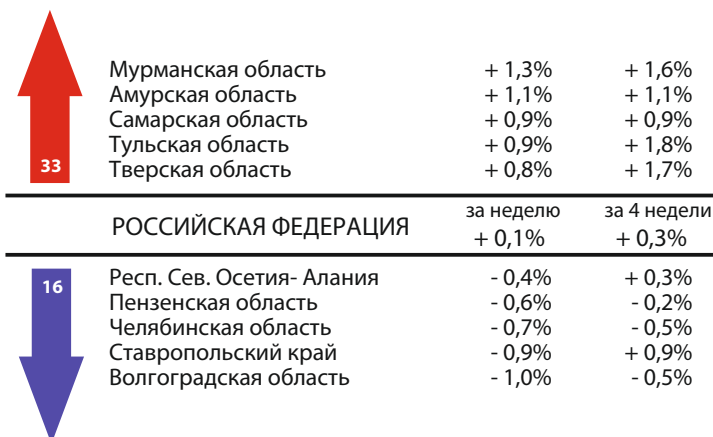 Мурманская область + 1,3% + 1,6%
Амурская область + 1,1% + 1,1%
Самарская область + 0,9% + 0,9%
Тульская область + 0,9% + 1,8%
33 Тверская область + 0,8% + 1,7%
за неделю за 4 недели
РОССИЙСКАЯ ФЕДЕРАЦИЯ + 0,1% + 0,3%
16 Респ. Сев. Осетия- Алания - 0,4% + 0,3%
Пензенская область - 0,6% - 0,2%
Челябинская область - 0,7% - 0,5%
Ставропольский край - 0,9% + 0,9%
Волгоградская область - 1,0% - 0,5%